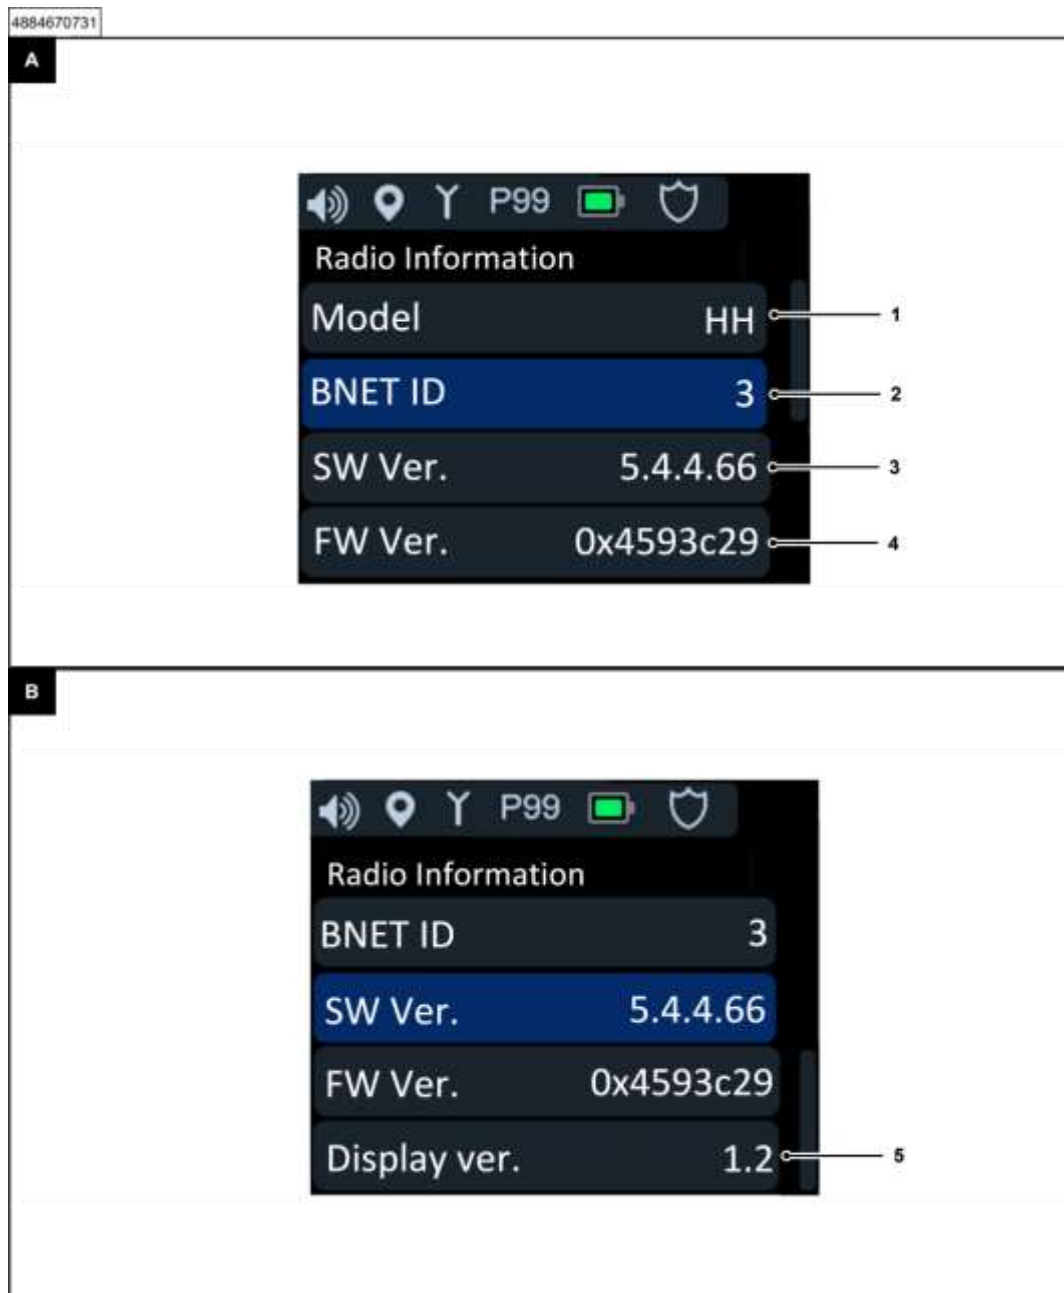 4884670731
A
P99
Radio Information
Model HH 1
BNET ID 3 2
SW Ver. 5.4.4.66 3
FW Ver. 0x4593c29 4
B
P99
Radio Information
BNET ID 3
SW Ver. 5.4.4.66
FW Ver. 0x4593c29
Display ver. 1.2 5